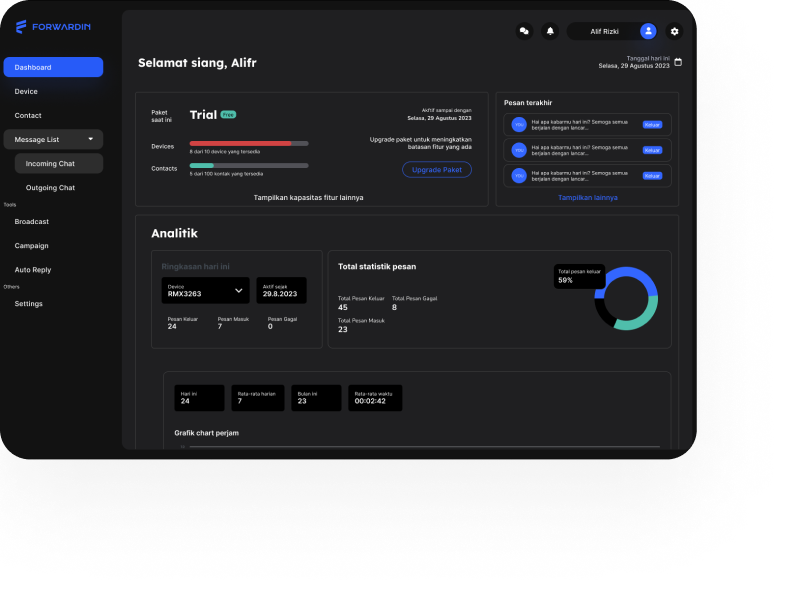 FORWARDIN
Dashboard
Device
Contact
Message List
Incoming Chat
Outgoing Chat
Tools
Broadcast
Campaign
Auto Reply
Others
Settings
Alif Rizki
Selamat siang, Alifr
Tanggal hari ini
Selasa, 29 Agustus 2023
Paket
saat ini
Trial
Free
Aktif sampai dengan
Selasa, 29 Agustus 2023
Devices
8 dari 10 device yang tersedia
Contacts
5 dari 100 kontak yang tersedia
Upgrade paket untuk meningkatkan
batasan fitur yang ada
Upgrade Paket
Tampilkan kapasitas fitur lainnya
Pesan terakhir
YOU
Hai apa kabarmu hari ini? Semoga semua
berjalan dengan lancar...
Keluar
YOU
Hai apa kabarmu hari ini? Semoga semua
berjalan dengan lancar...
Keluar
YOU
Hai apa kabarmu hari ini? Semoga semua
berjalan dengan lancar...
Keluar
Tampilkan lainnya
Analitik
Ringkasan hari ini
Device
RMX3263
Aktif sejak
29.8.2023
Pesan Keluar
24
Pesan Masuk
7
Pesan Gagal
0
Total statistik pesan
Total Pesan Keluar
45
Total Pesan Gagal
8
Total Pesan Masuk
23
Total pesan keluar
59%
Hari ini
24
Rata-rata harian
7
Bulan ini
23
Rata-rata waktu
00:02:42
Grafik chart perjam